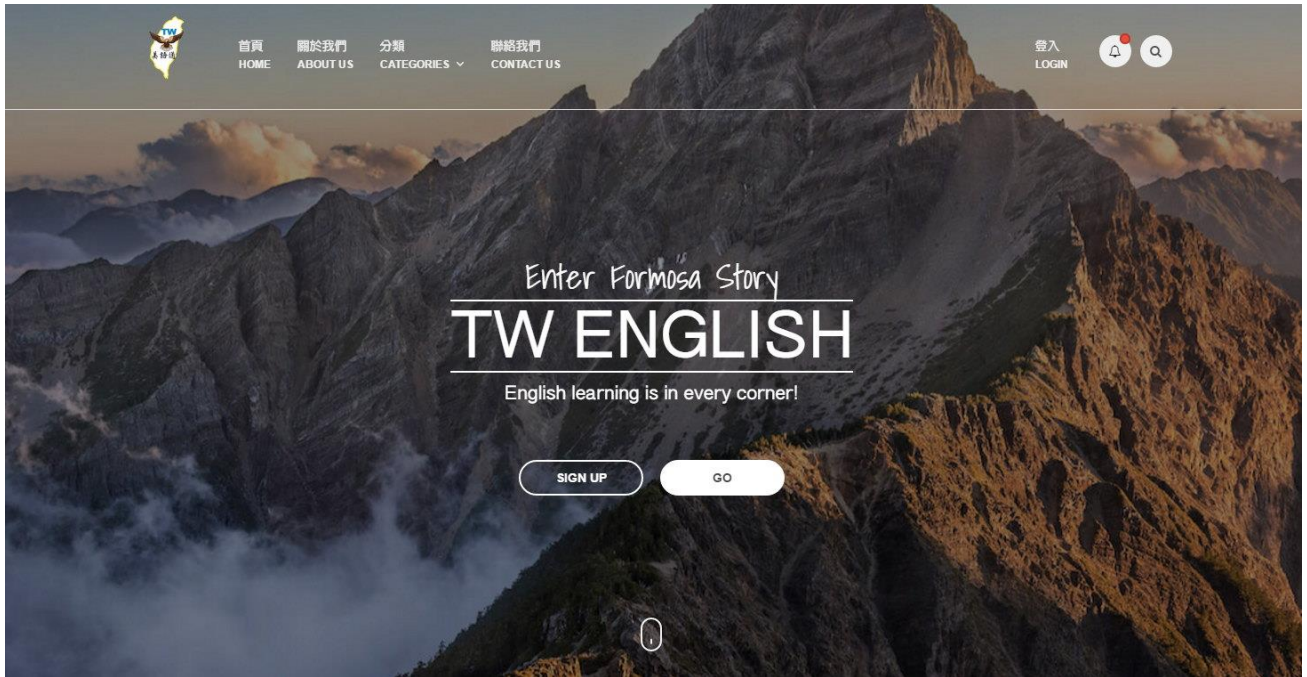 TW
首頁 關於我們 分類 聯絡我們 登入
HOME ABOUT US CATEGORIES CONTACT US LOGIN
Enter Formosa Story
TW ENGLISH
English learning is in every corner!
SIGN UP GO